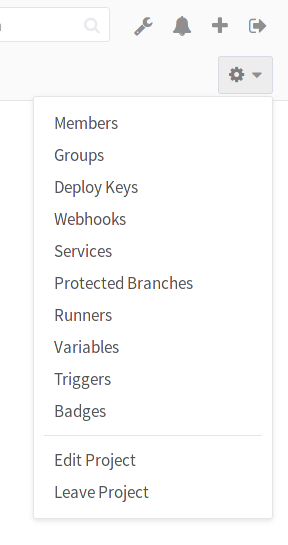 Members
Groups
Deploy Keys
Webhooks
Services
Protected Branches
Runners
Variables
Triggers
Badges
Edit Project
Leave Project